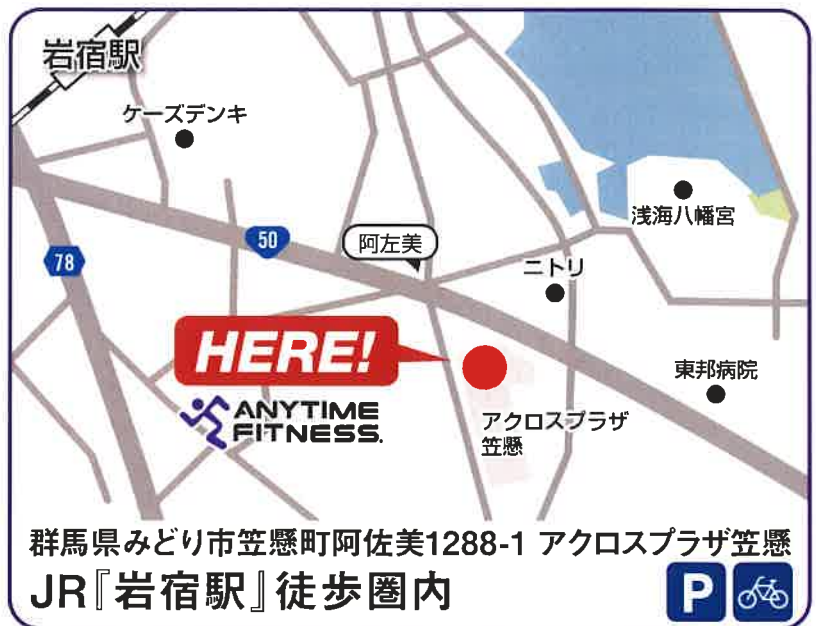 岩宿駅
ケーズデンキ
浅海八幡宮
50
阿左美
78
ニトリ
HERE!
東邦病院
ANYTIME
FITNESS.
アクロスプラザ
笠懸
群馬県みどり市笠懸町阿佐美1288-1 アクロスプラザ笠懸
JR『岩宿駅』徒歩圏内
P